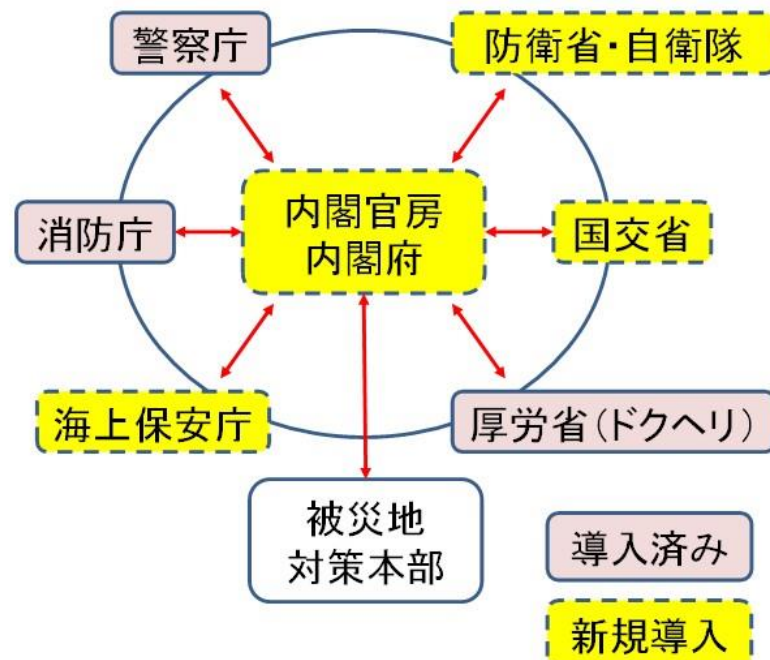 警察庁
防衛省・自衛隊
内閣官房
内閣府
消防庁
国交省
海上保安庁
厚労省(ドクヘリ)
被災地
対策本部
導入済み
新規導入